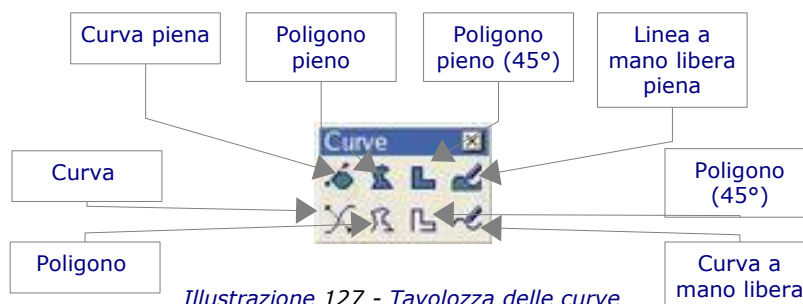 Curva piena
Poligono
pieno
Poligono
pieno (45°)
Linea a
mano libera
piena
Curve
Curva
Poligono
(45°)
Poligono
Curva a
mano libera
Illustrazione 127 - Tavolozza delle curve